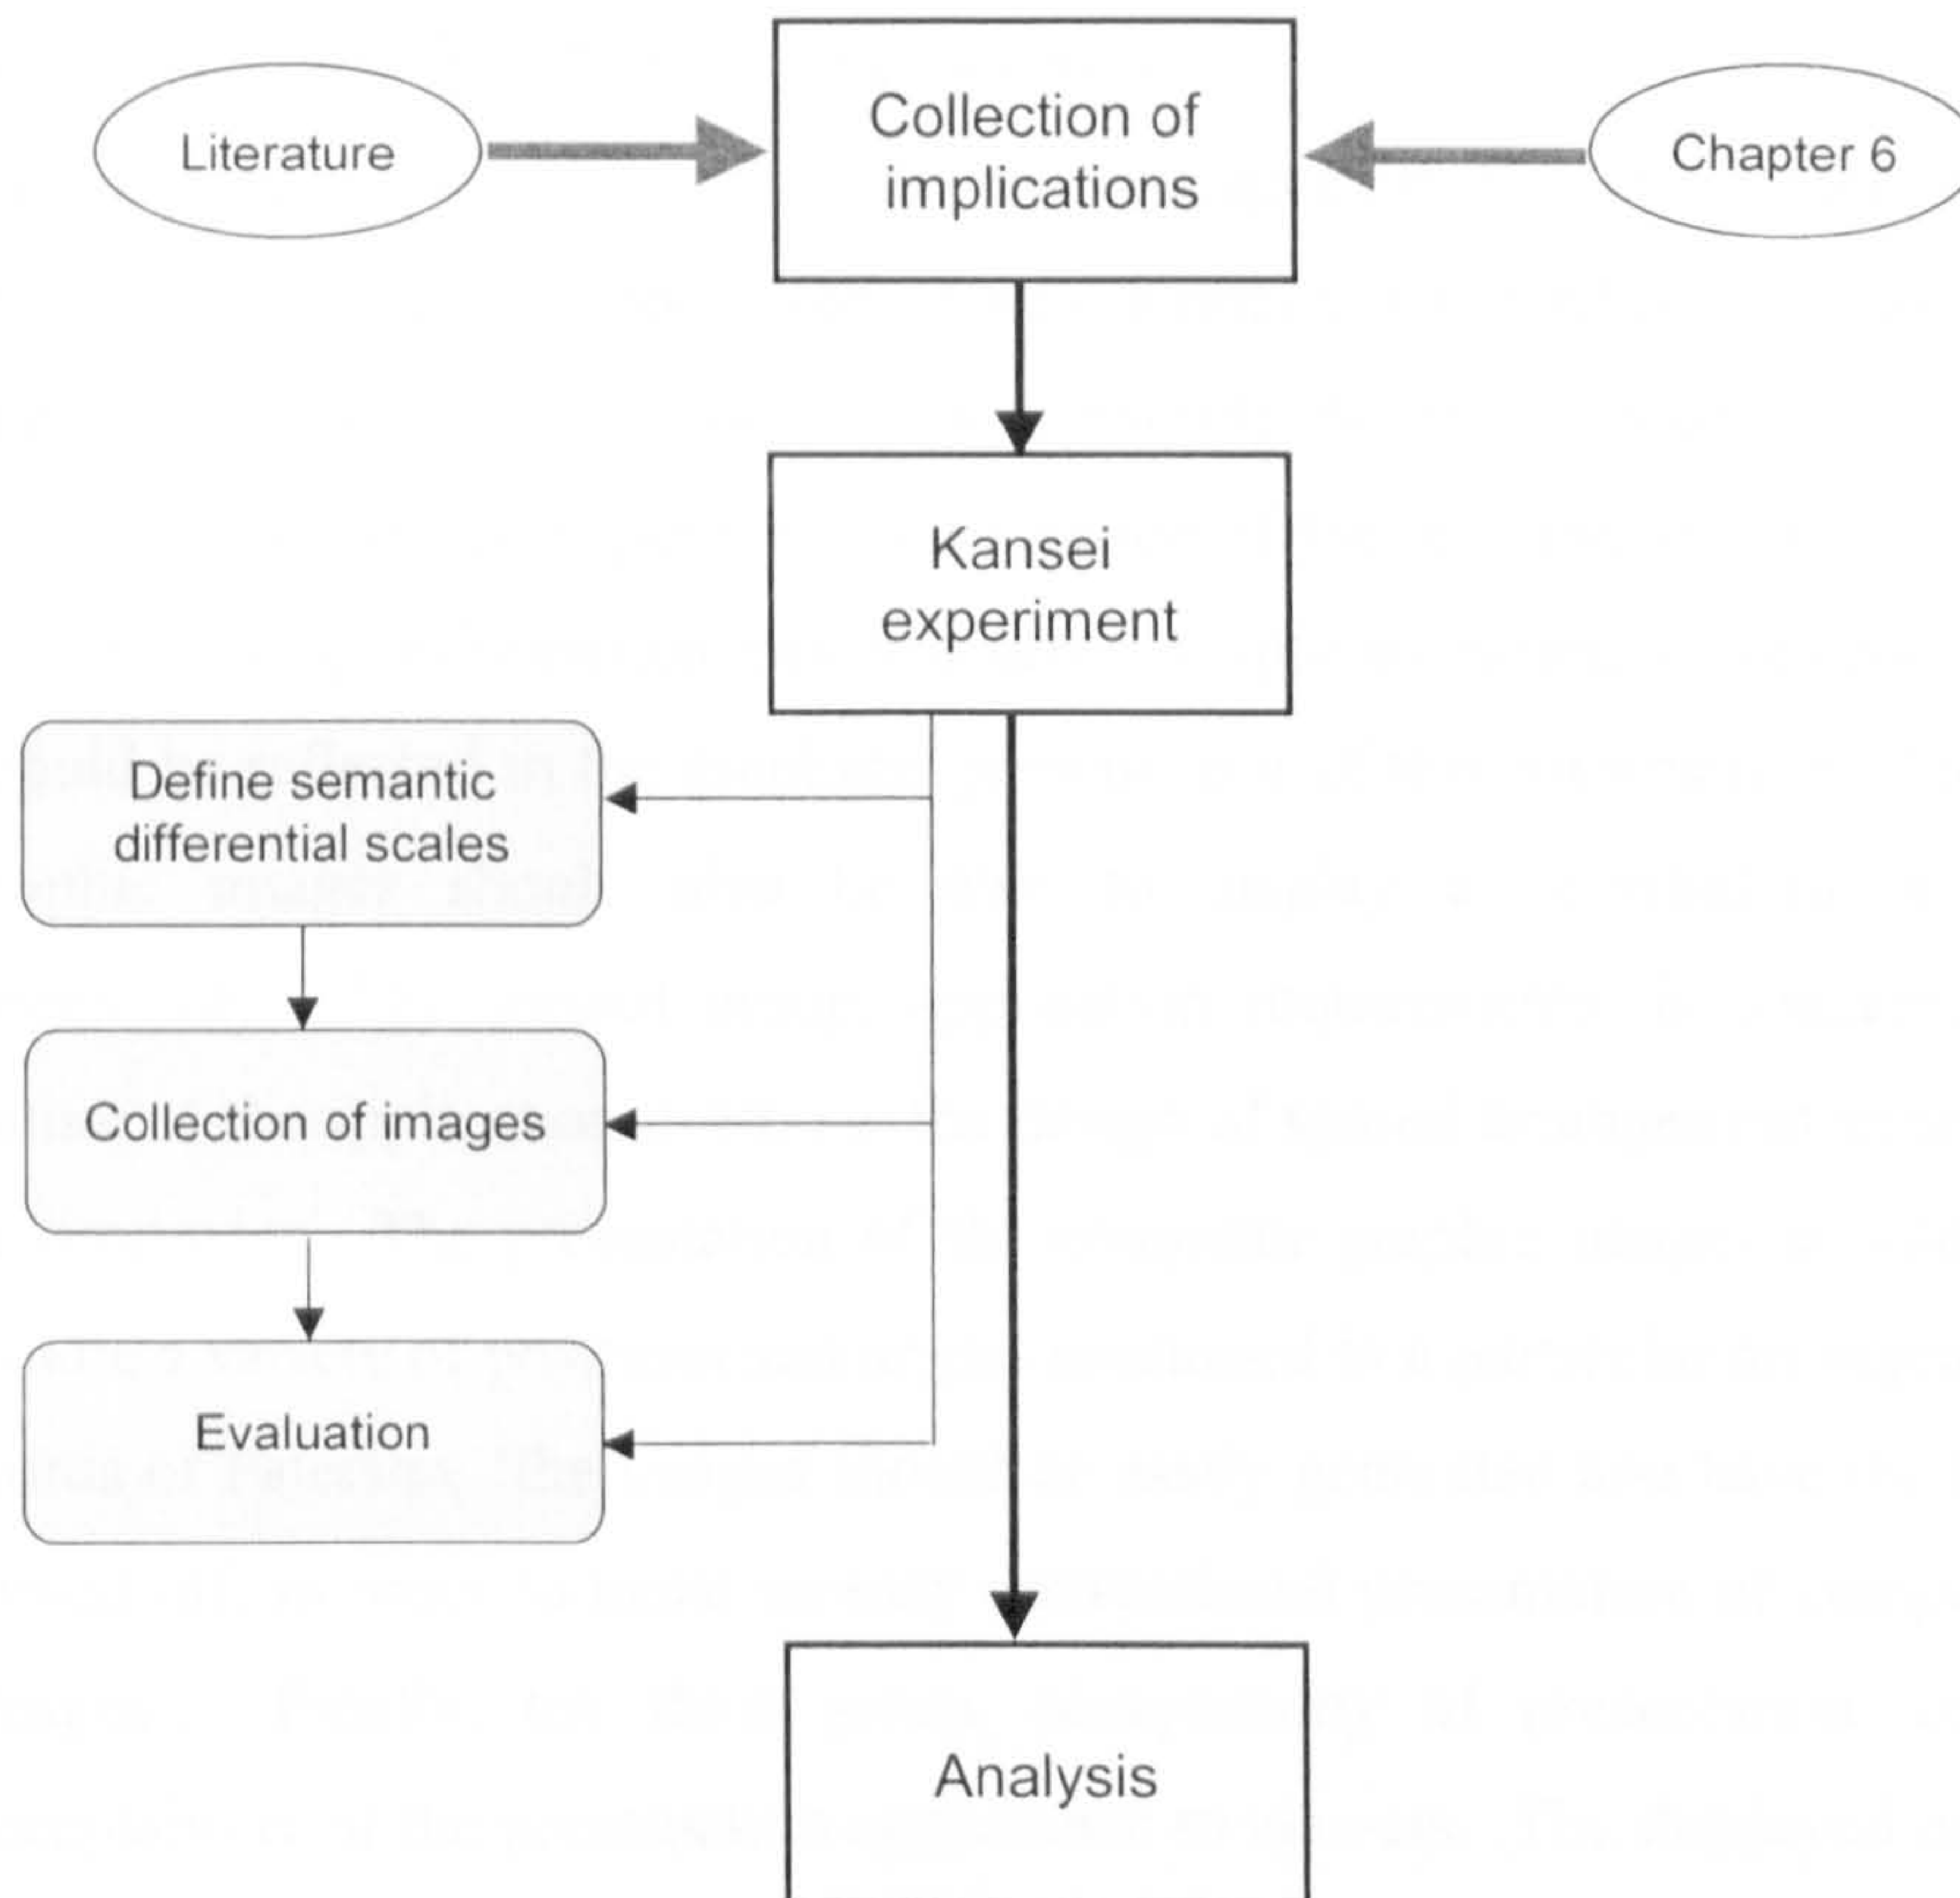 Literature
Collection of
implications
Chapter 6
Kansei
experiment
Define semantic
differential scales
Collection of images
Evaluation
Analysis